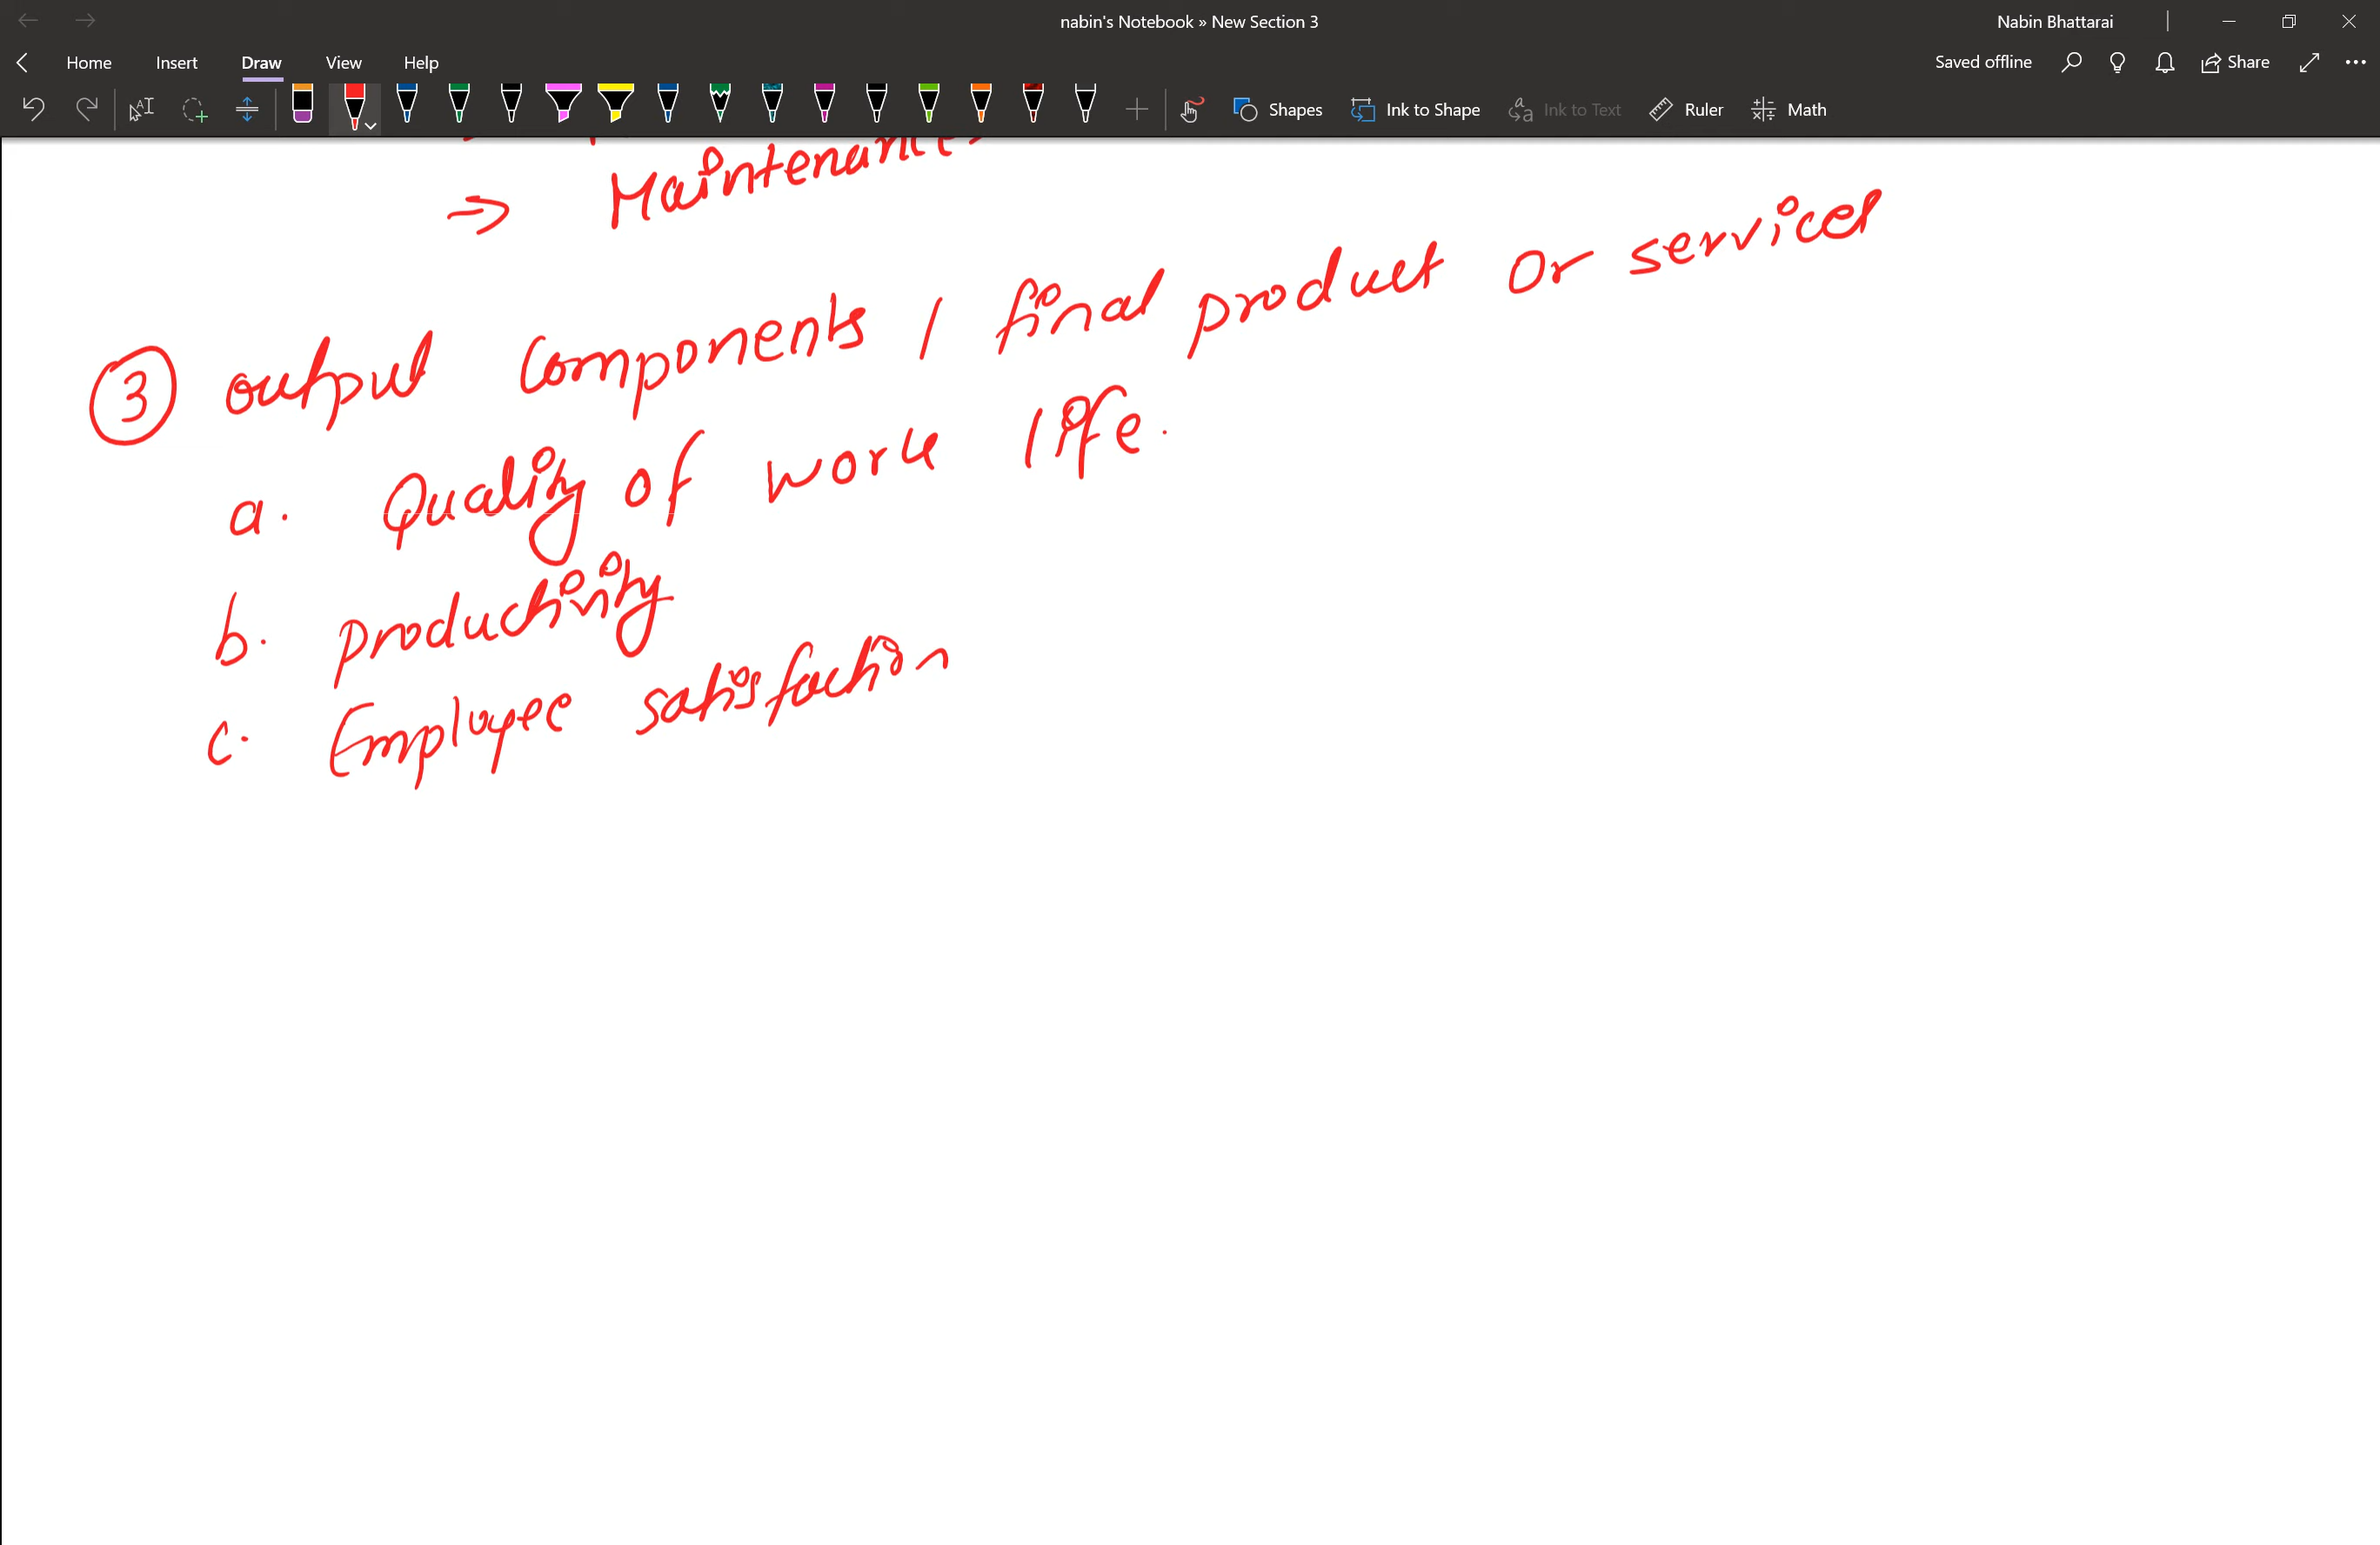 nabin's Notebook » New Section 3
Nabin Bhattarai
Home Insert Draw View Help
Saved offline
Share
Shapes Ink to Shape Ink to Text Ruler Math
⇒ Maintenance
③ output Components / final product or services
a. Quality of work life.
b. productivity
c. Employee satisfaction